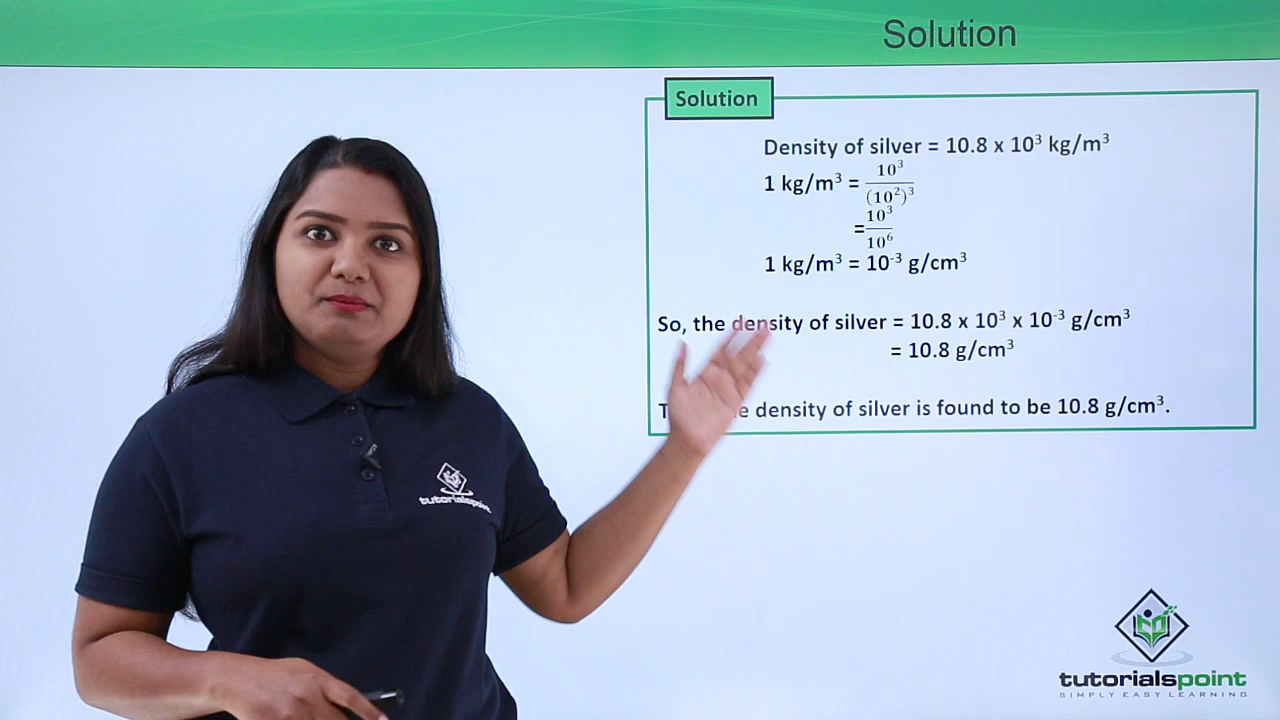 Solution
Solution
Density of silver = 10.8 x 10³ kg/m³
1 kg/m³ = 10³/(10²)³
= 10³/10⁶
1 kg/m³ = 10⁻³ g/cm³
So, the density of silver = 10.8 x 10³ x 10⁻³ g/cm³
= 10.8 g/cm³
density of silver is found to be 10.8 g/cm³.
tutorialspoint
tutorialspoint
SIMPLY EASY LEARNING